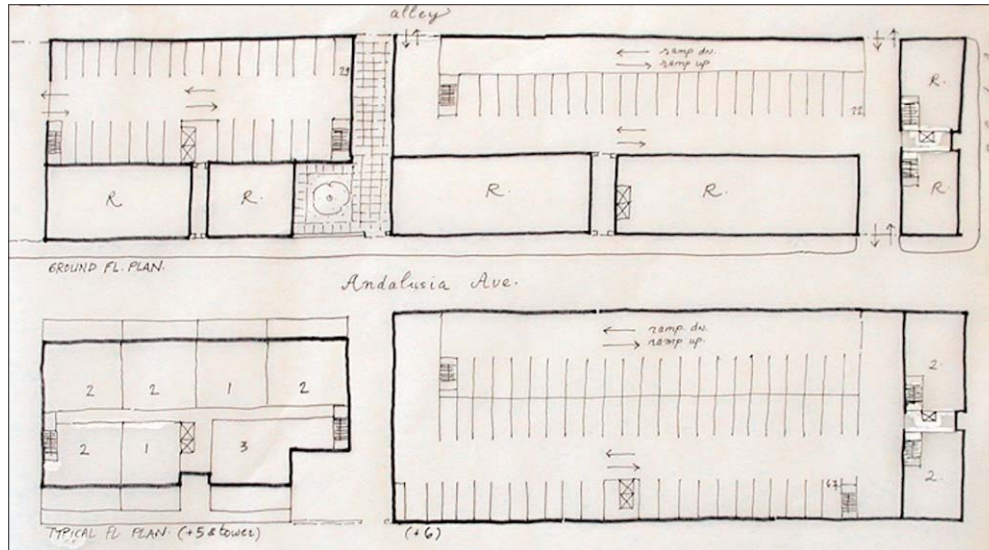 alley
ramp dn.
ramp up
29
22
R.
R
R.
R.
R.
R.
GROUND FL. PLAN.
Andalusia Ave.
ramp dn.
ramp up.
2
2
1
2
2.
2
1
3
2.
67
TYPICAL FL PLAN. (+5 & tower)
(+6)